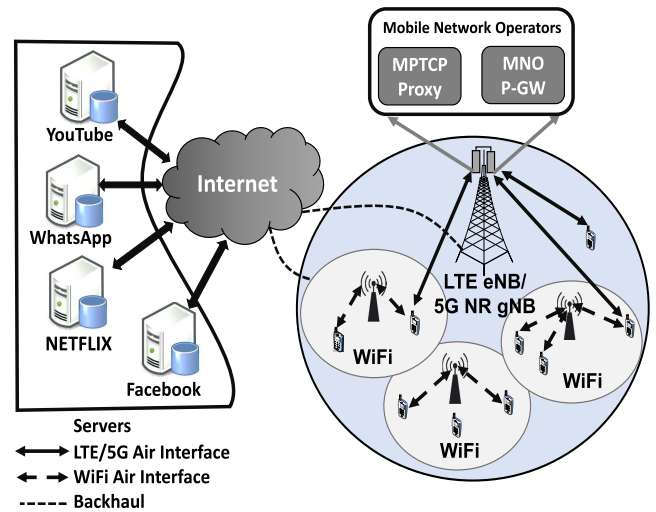 Mobile Network Operators
MPTCP
Proxy
MNO
P-GW
YouTube
Internet
WhatsApp
NETFLIX
Facebook
LTE eNB/
5G NR gNB
WiFi
WiFi
WiFi
Servers
LTE/5G Air Interface
WiFi Air Interface
Backhaul